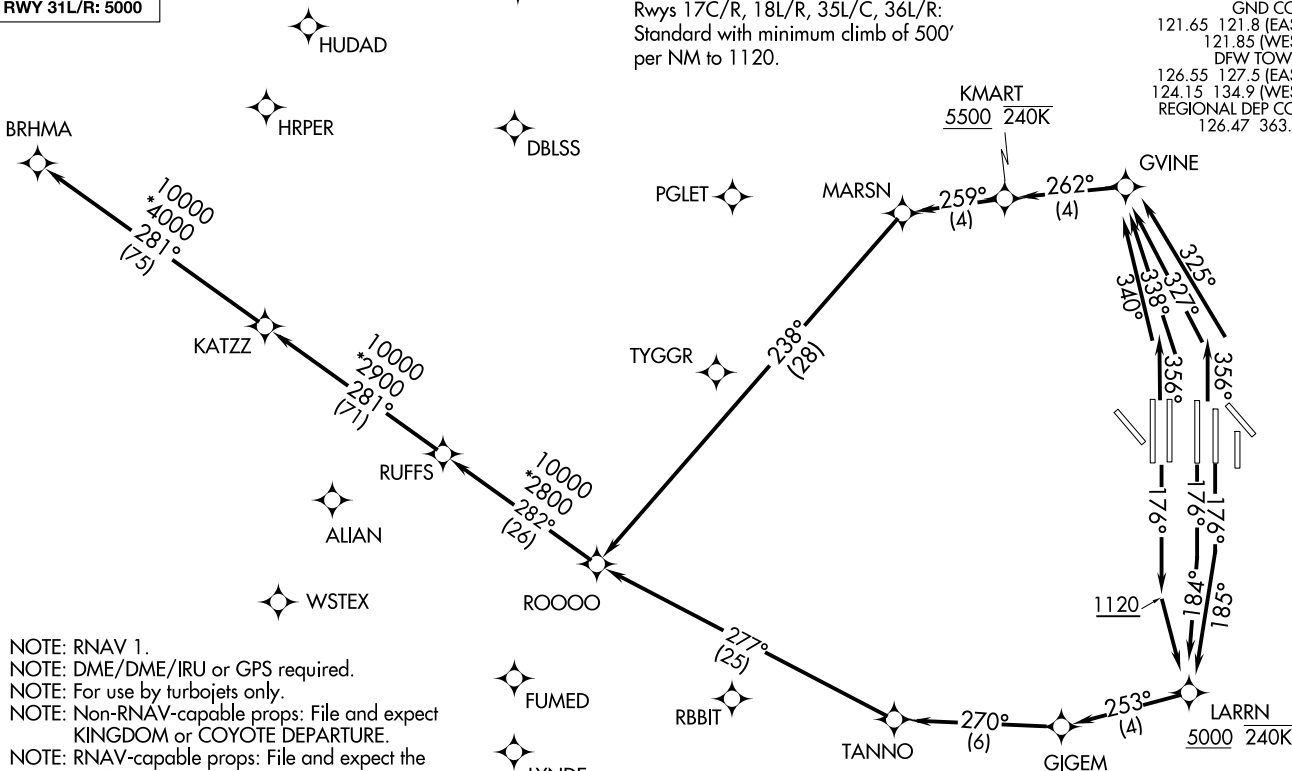 RWY 31L/R: 5000
HUDAD
Rwys 17C/R, 18L/R, 35L/C, 36L/R:
Standard with minimum climb of 500'
per NM to 1120.
GND CO
121.65 121.8 (EAS
121.85 (WES
DFW TOW
126.55 127.5 (EAS
124.15 134.9 (WES
REGIONAL DEP CO
126.47 363.
BRHMA
HRPER
DBLSS
KMART
5500 240K
GVINE
PGLET
MARSN
259°
(4)
262°
(4)
10000
*4000
281°
(75)
KATZZ
340°
338°
327°
325°
TYGGR
238°
(28)
10000
*2900
281°
(71)
356°
356°
RUFFS
10000
*2800
282°
(26)
ALIAN
176°
176°
176°
WSTEX
ROOOO
1120
184°
185°
277°
(25)
NOTE: RNAV 1.
NOTE: DME/DME/IRU or GPS required.
NOTE: For use by turbojets only.
NOTE: Non-RNAV-capable props: File and expect
KINGDOM or COYOTE DEPARTURE.
NOTE: RNAV-capable props: File and expect the
FUMED
RBBIT
TANNO
270°
(6)
GIGEM
253°
(4)
LARRN
5000 240K